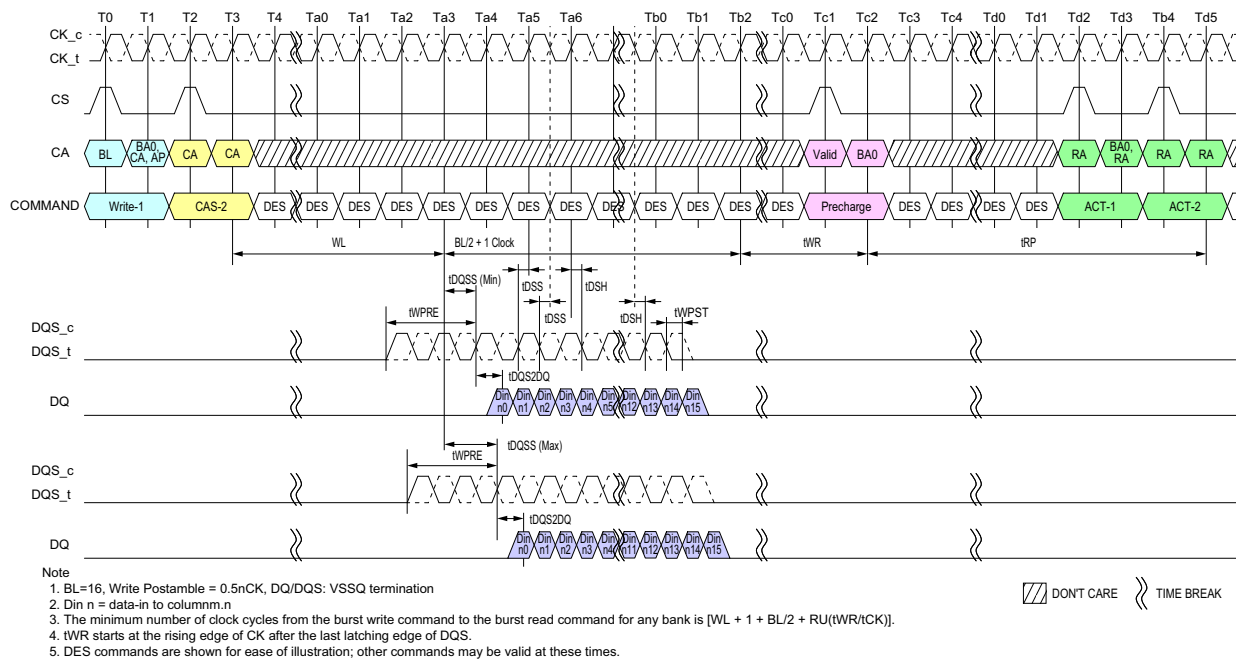 T0 T1 T2 T3 T4 Ta0 Ta1 Ta2 Ta3 Ta4 Ta5 Ta6 Tb0 Tb1 Tb2 Tc0 Tc1 Tc2 Tc3 Tc4 Td0 Td1 Td2 Td3 Tb4 Td5
CK_c
CK_t
CS
CA BL BA0, CA, AP CA CA Valid BA0 RA BA0, RA RA RA
COMMAND Write-1 CAS-2 DES DES DES DES DES DES DES DES DES DES DES DES DES Precharge DES DES DES DES ACT-1 ACT-2
WL BL/2 + 1 Clock tWR tRP
tDQSS (Min) tDSS tDSH
tWPRE tDSS tDSH tWPST
DQS_c
DQS_t
tDQS2DQ
DQ Din n0 Din n1 Din n2 Din n3 Din n4 Din n5 Din n12 Din n13 Din n14 Din n15
tDQSS (Max)
tWPRE
DQS_c
DQS_t
tDQS2DQ
DQ Din n0 Din n1 Din n2 Din n3 Din n4 Din n11 Din n12 Din n13 Din n14 Din n15
Note
1. BL=16, Write Postamble = 0.5nCK, DQ/DQS: VSSQ termination
2. Din n = data-in to columnm.n
3. The minimum number of clock cycles from the burst write command to the burst read command for any bank is [WL + 1 + BL/2 + RU(tWR/tCK)].
4. tWR starts at the rising edge of CK after the last latching edge of DQS.
5. DES commands are shown for ease of illustration; other commands may be valid at these times.
DON'T CARE TIME BREAK